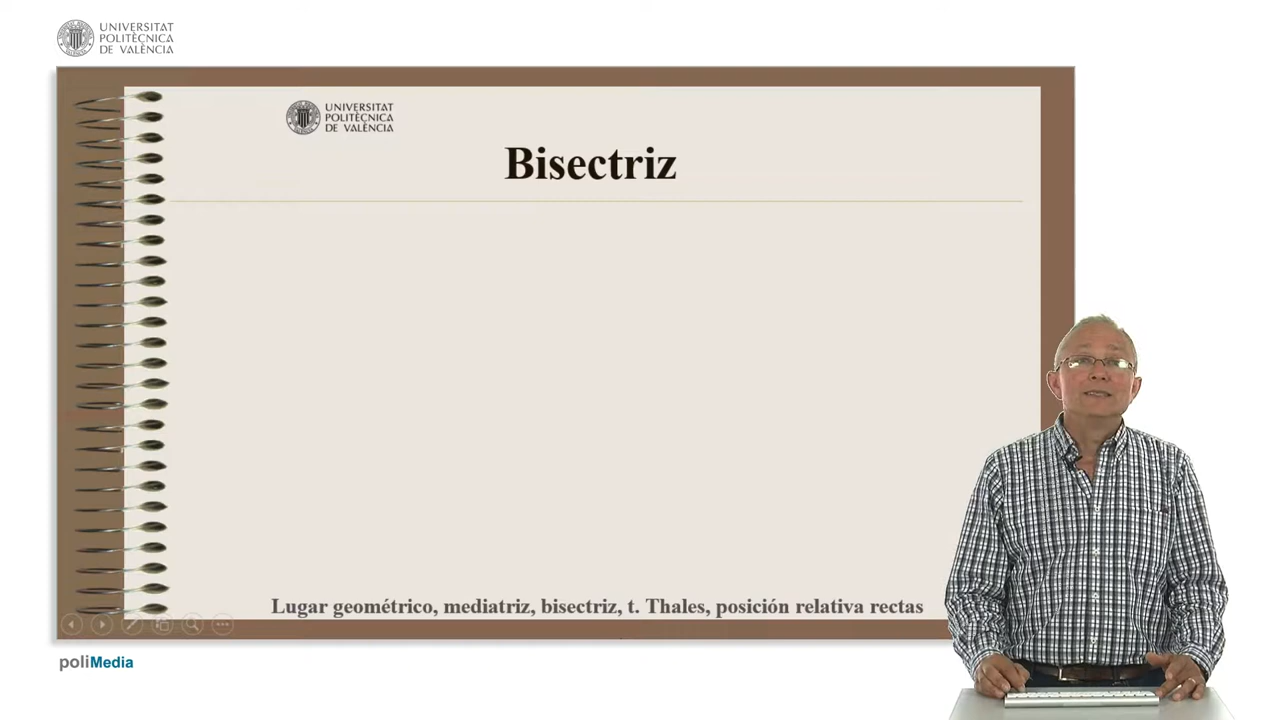 UNIVERSITAT
POLITÈCNICA
DE VALÈNCIA
UNIVERSITAT
POLITÈCNICA
DE VALÈNCIA
Bisectriz
Lugar geométrico, mediatriz, bisectriz, t. Thales, posición relativa rectas
poliMedia